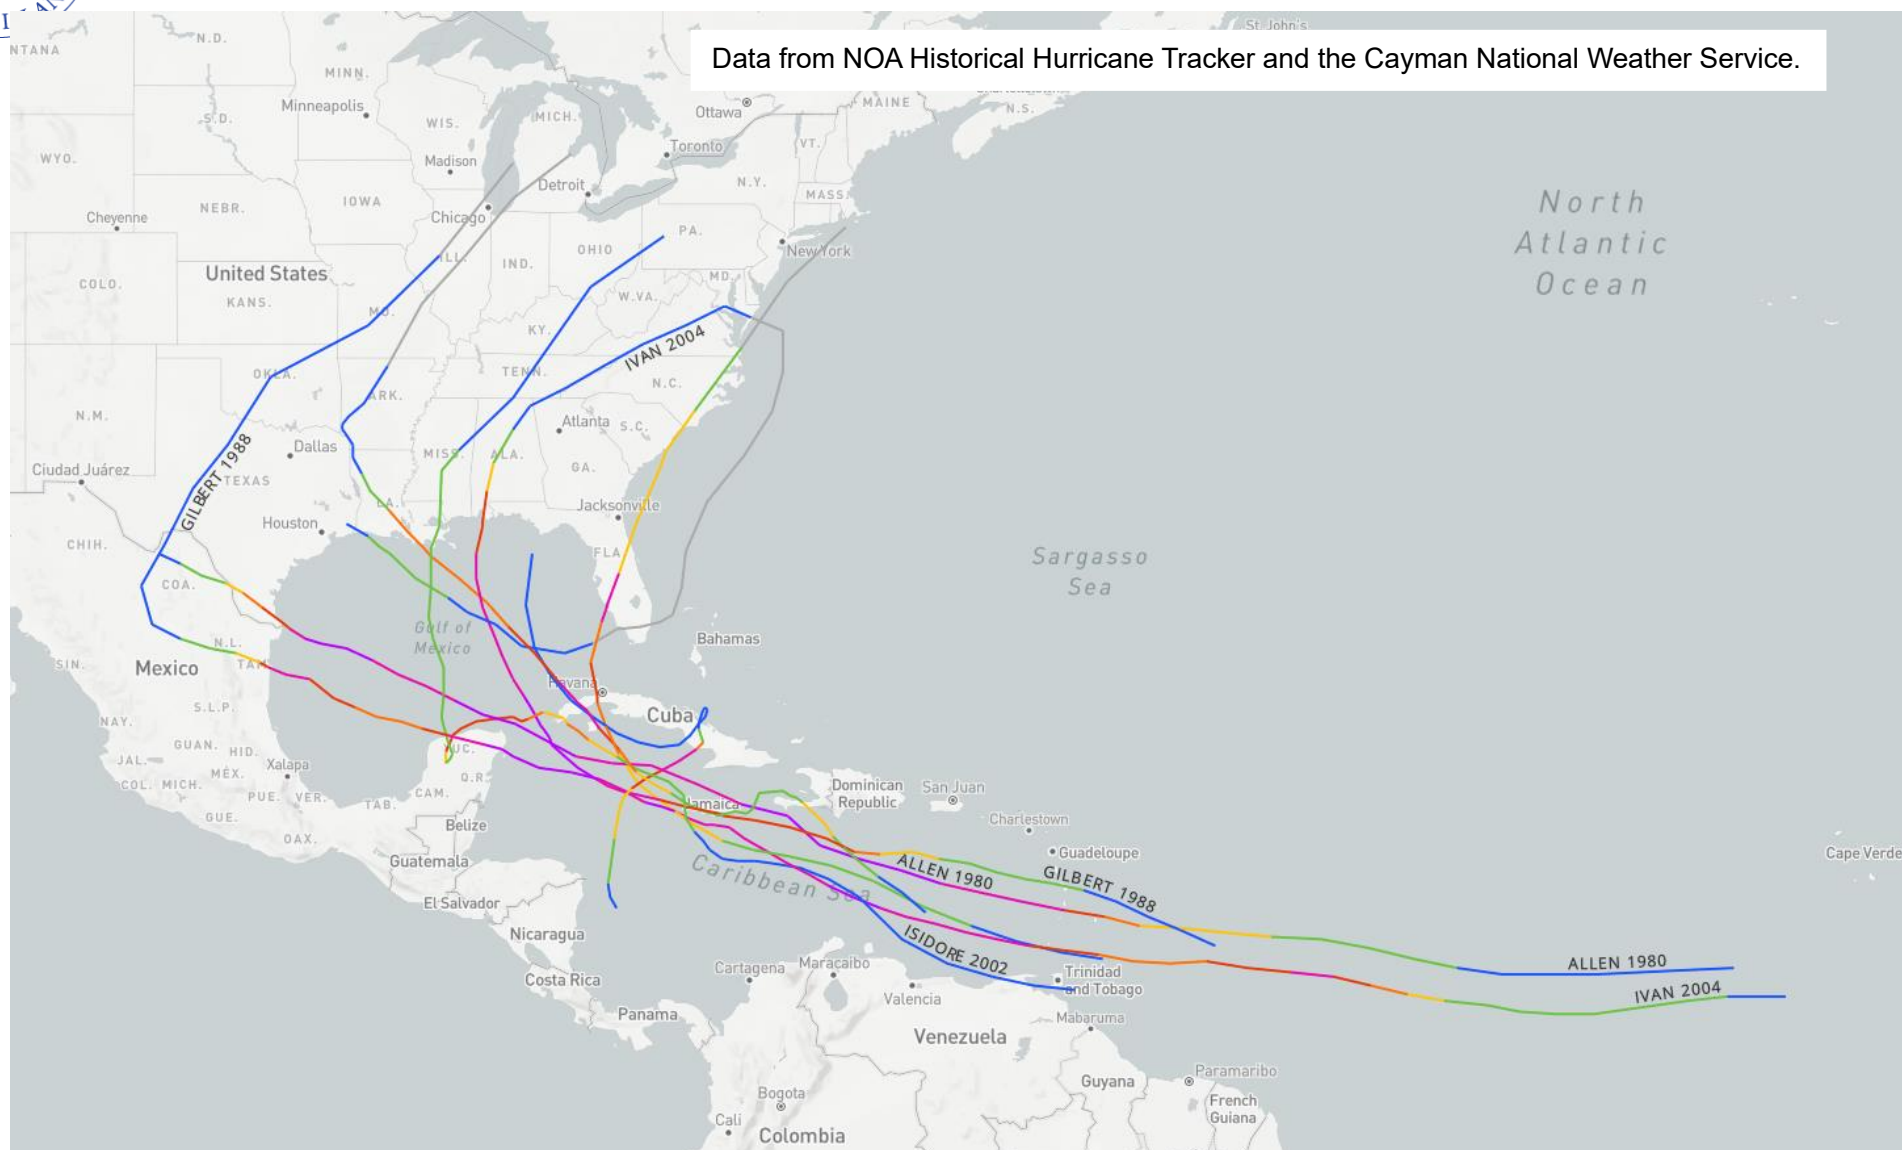 Data from NOA Historical Hurricane Tracker and the Cayman National Weather Service.
St. John's
NTANA
N.D.
MINN.
Minneapolis
S.D.
WIS.
MICH.
Ottawa
MAINE
N.S.
WYO.
Madison
Toronto
VT.
Detroit
N.Y.
MASS.
NEBR.
IOWA
Chicago
Cheyenne
North
Atlantic
Ocean
PA.
New York
OHIO
IND.
ILL.
United States
COLO.
KANS.
MD.
W.VA.
MO.
KY.
IVAN 2004
OKLA.
TENN.
N.C.
ARK.
N.M.
Atlanta
S.C.
Dallas
MISS.
ALA.
GA.
Ciudad Juárez
TEXAS
GILBERT 1988
LA.
Jacksonville
Houston
CHIH.
FLA
Sargasso
Sea
COA.
Gulf of
Mexico
Bahamas
N.L.
SIN.
Mexico
TAM
Havana
S.L.P.
Cuba
NAY.
GUAN.
HID.
YUC.
JAL.
Xalapa
MÉX.
Q.R.
COL.
MICH.
PUE.
VER.
CAM.
TAB.
GUE.
Jamaica
Dominican
Republic
San Juan
Charlestown
OAX.
Belize
Guatemala
Guadeloupe
Cape Verde
ALLEN 1980
GILBERT 1988
Caribbean Sea
El Salvador
Nicaragua
ISIDORE 2002
Costa Rica
Cartagena
Maracaibo
Trinidad
and Tobago
ALLEN 1980
IVAN 2004
Valencia
Panama
Mabaruma
Venezuela
Paramaribo
Guyana
Bogota
French
Guiana
Cali
Colombia